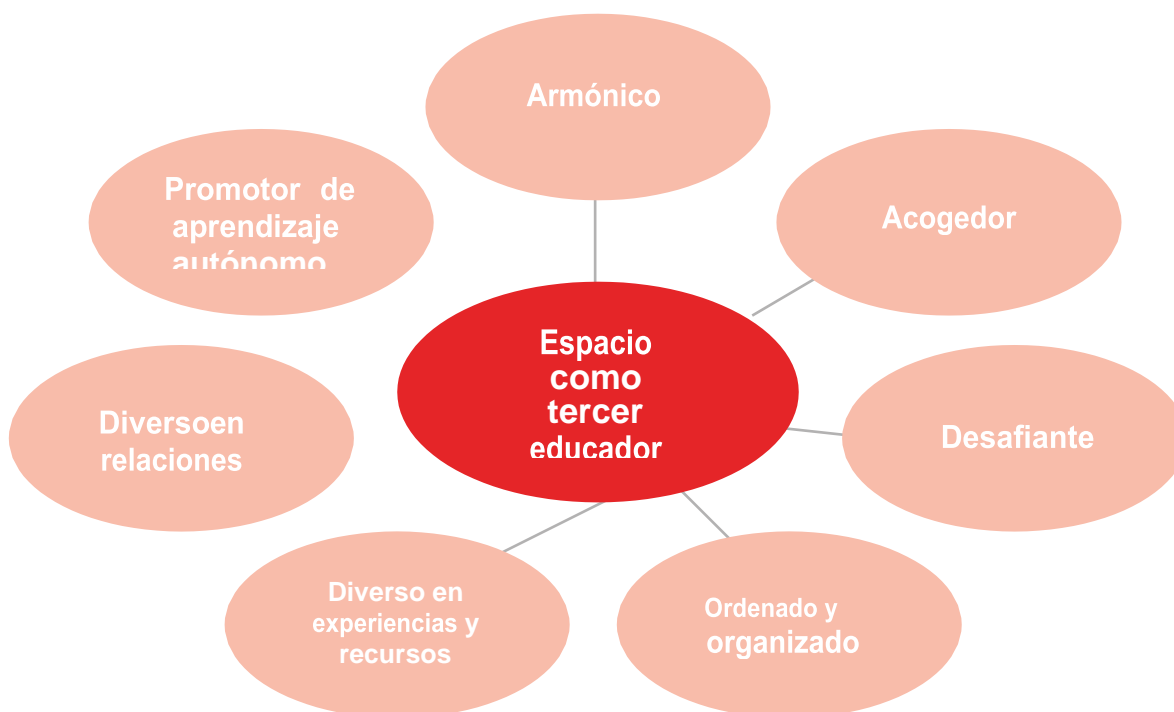 Armónico
Promotor de
aprendizaje
autónomo
Acogedor
Espacio
como
tercer
educador
Diversoen
relaciones
Desafiante
Diverso en
experiencias y
recursos
Ordenado y
organizado